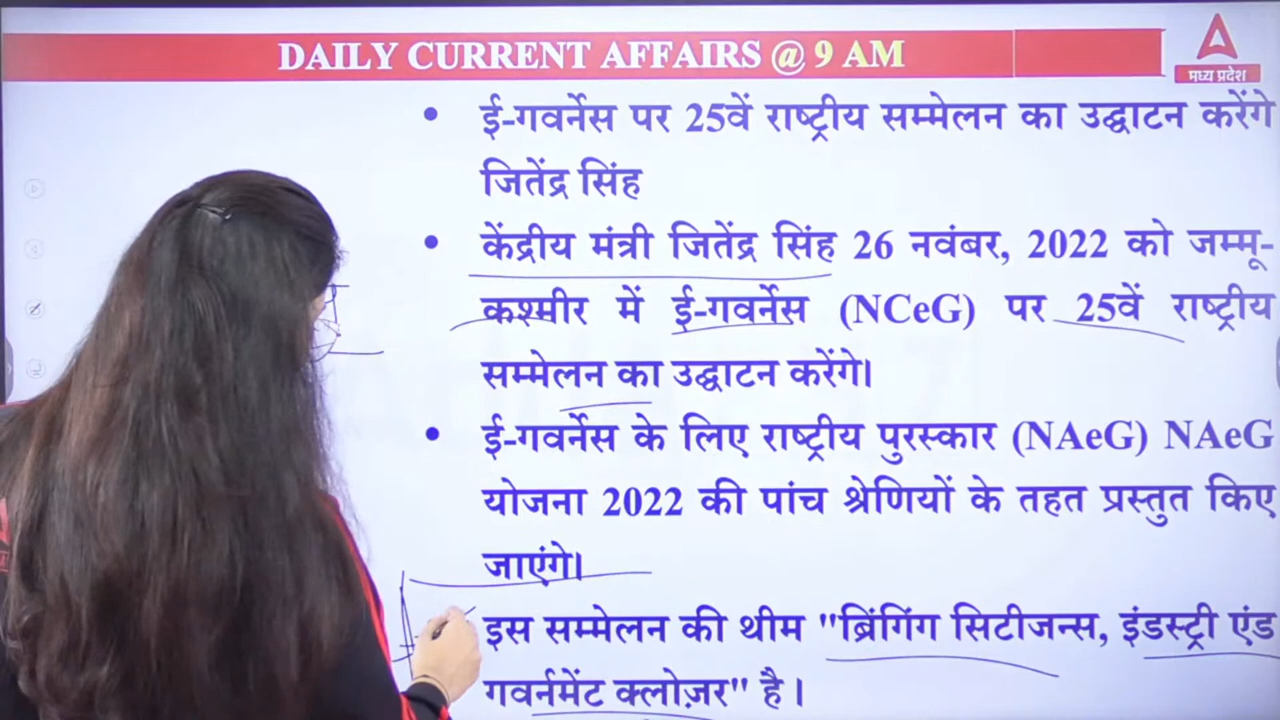 DAILY CURRENT AFFAIRS @ 9 AM
मध्य प्रदेश
ई-गवर्नेंस पर 25वें राष्ट्रीय सम्मेलन का उद्घाटन करेंगे
जितेंद्र सिंह
केंद्रीय मंत्री जितेंद्र सिंह 26 नवंबर, 2022 को जम्मू-
कश्मीर में ई-गवर्नेंस (NCeG) पर 25वें राष्ट्रीय
सम्मेलन का उद्घाटन करेंगे।
ई-गवर्नेंस के लिए राष्ट्रीय पुरस्कार (NAeG) NAeG
योजना 2022 की पांच श्रेणियों के तहत प्रस्तुत किए
जाएंगे।
इस सम्मेलन की थीम "ब्रिंगिंग सिटीजन्स, इंडस्ट्री एंड
गवर्नमेंट क्लोज़र" है।